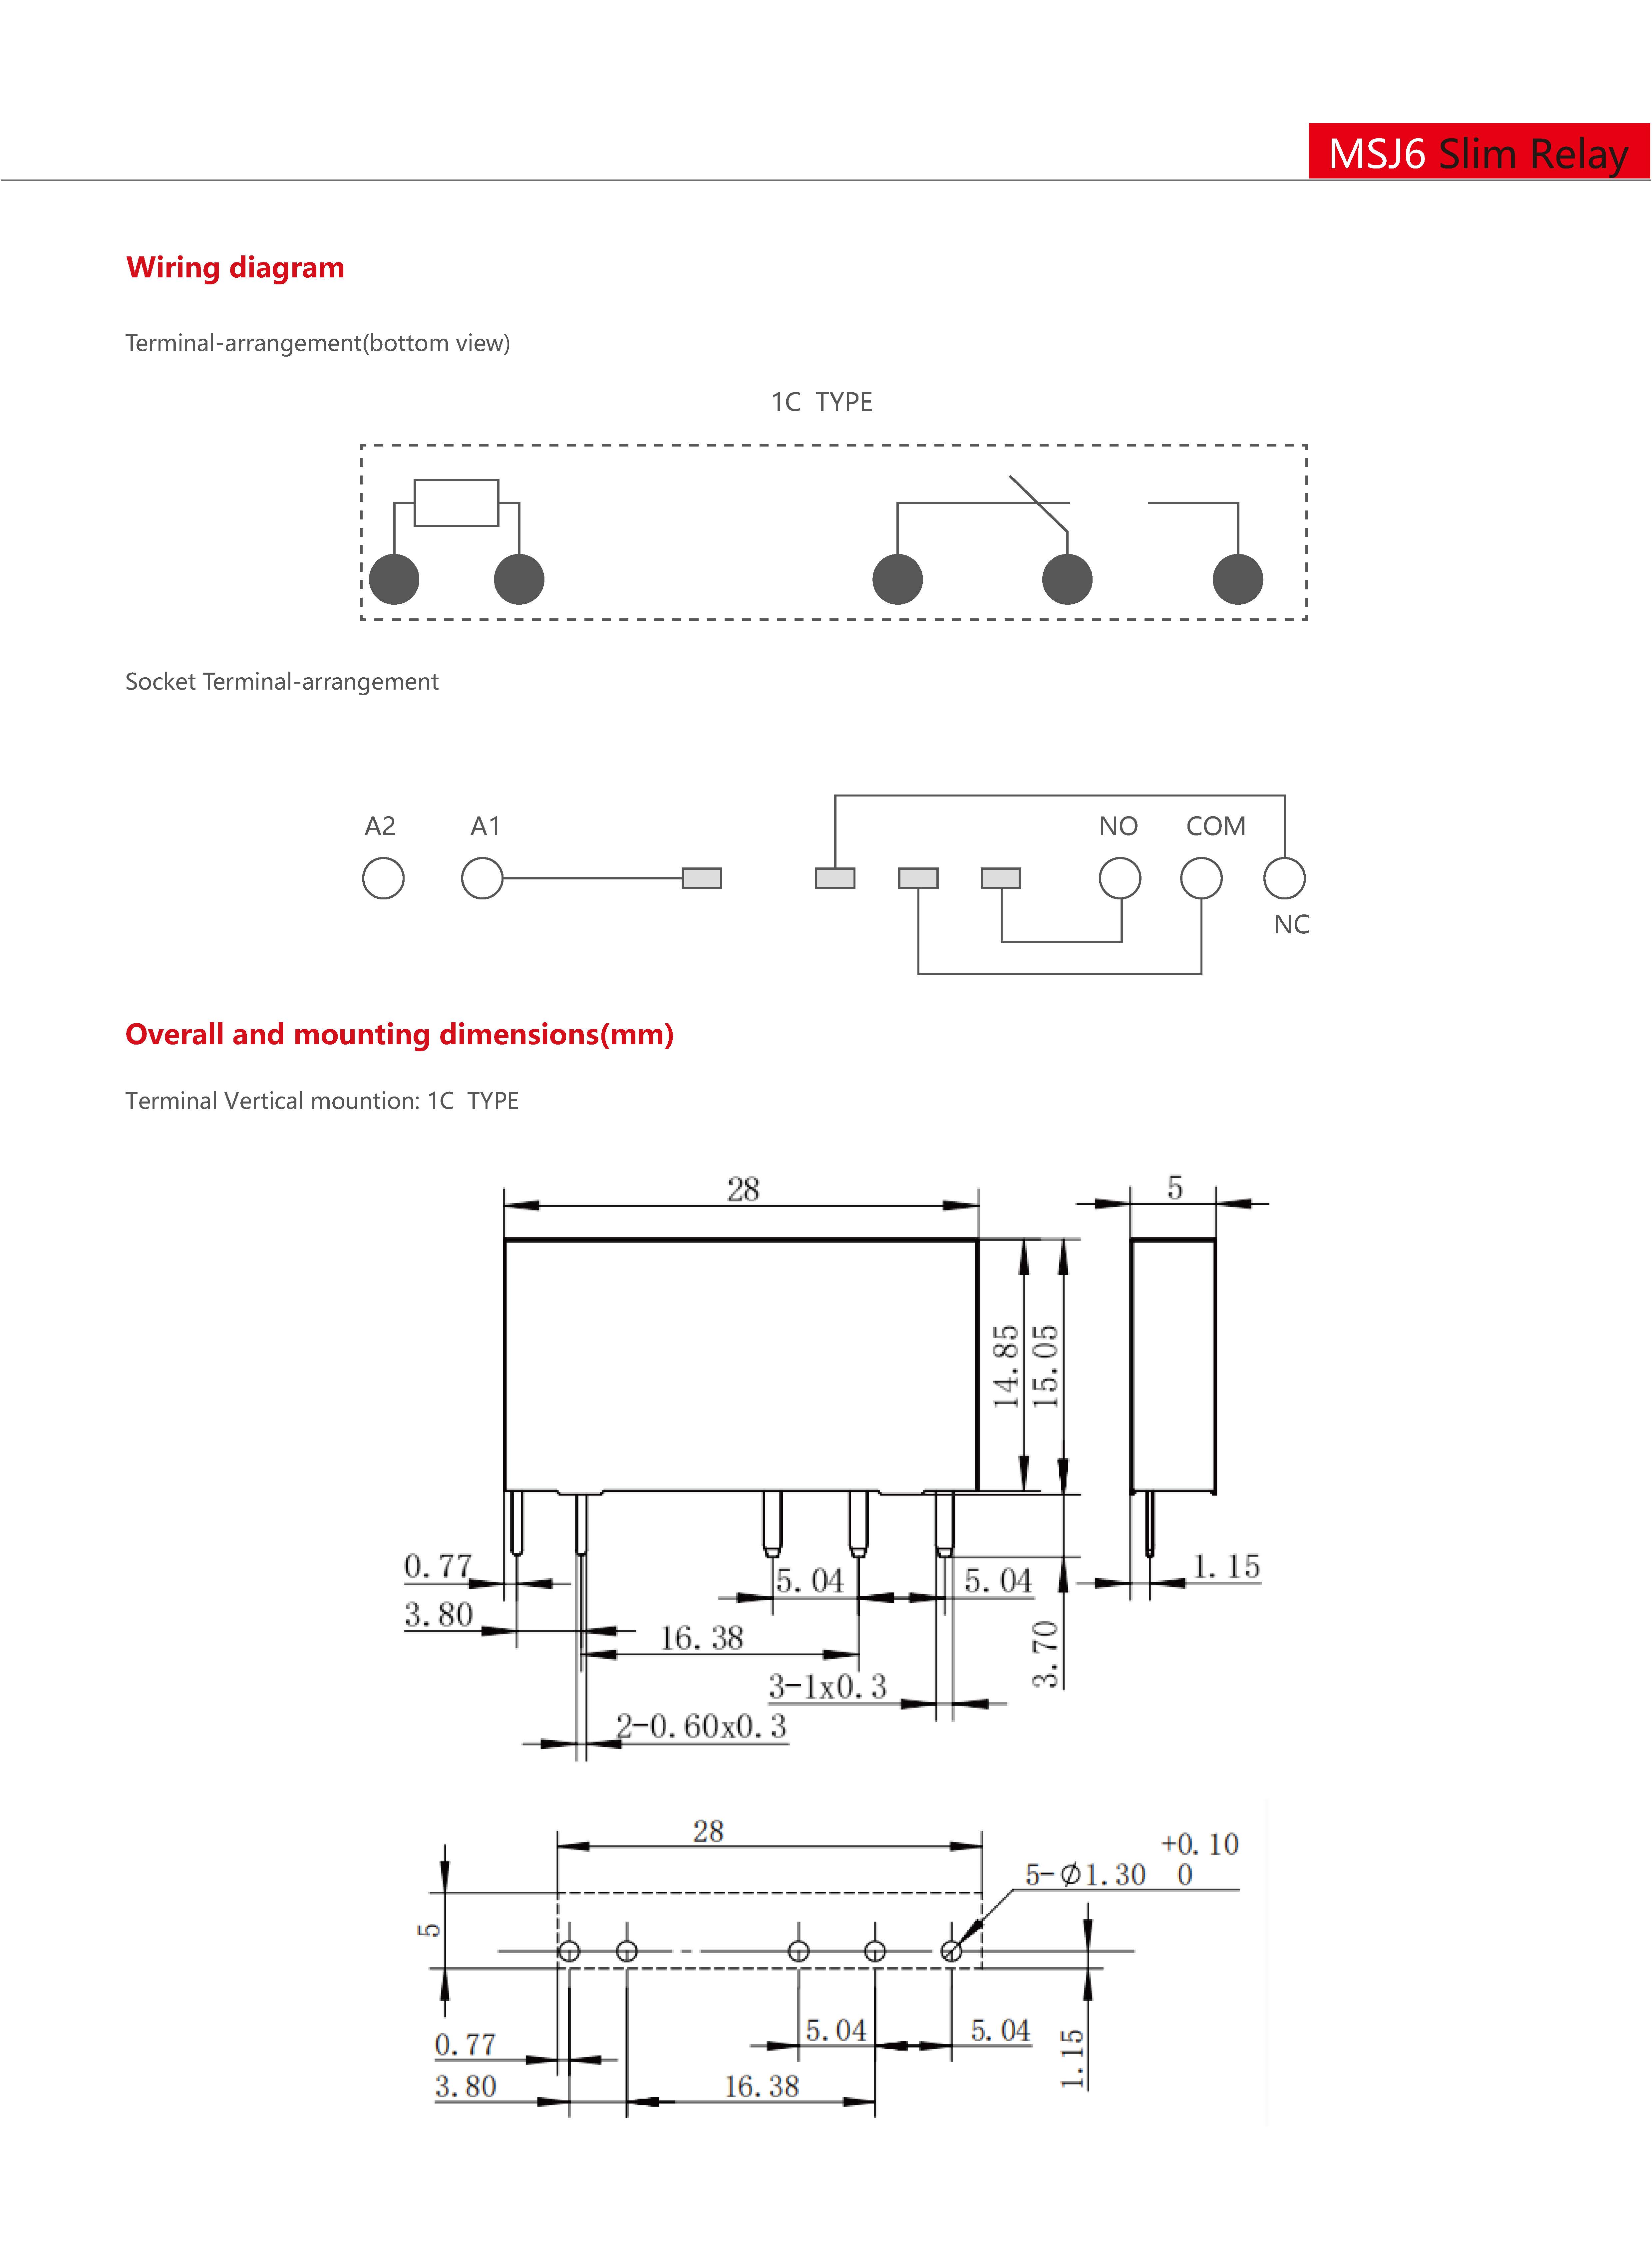 MSJ6 Slim Relay
Wiring diagram
Terminal-arrangement(bottom view)
1C TYPE
Socket Terminal-arrangement
A2 A1 NO COM
NC
Overall and mounting dimensions(mm)
Terminal Vertical mountion: 1C TYPE
28
5
14.85
15.05
0.77
5.04
5.04
1.15
3.80
16.38
3.70
3-1x0.3
2-0.60x0.3
28
+0.10
5-Ø1.30 0
5
5.04
5.04
1.15
0.77
3.80
16.38